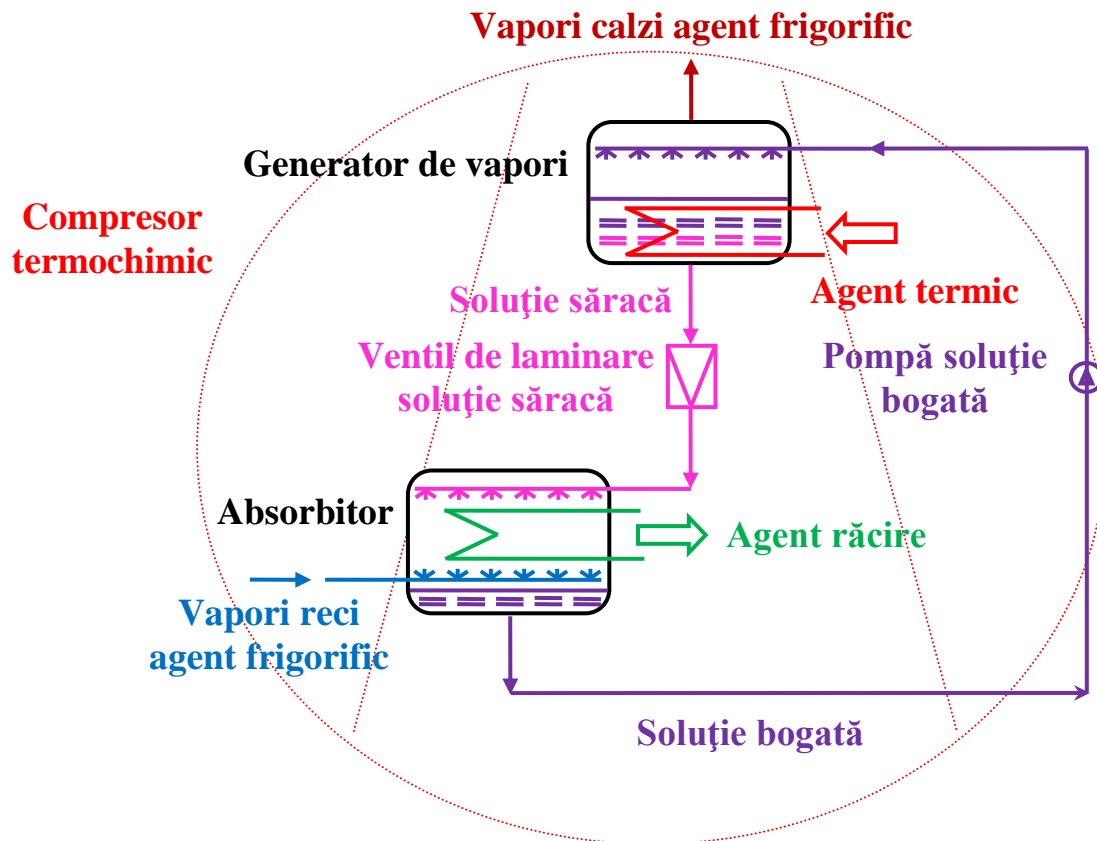 Vapori calzi agent frigorific
Generator de vapori
Compresor
termochimic
Agent termic
Soluţie săracă
Ventil de laminare
soluţie săracă
Pompă soluţie
bogată
Absorbitor
Agent răcire
Vapori reci
agent frigorific
Soluţie bogată